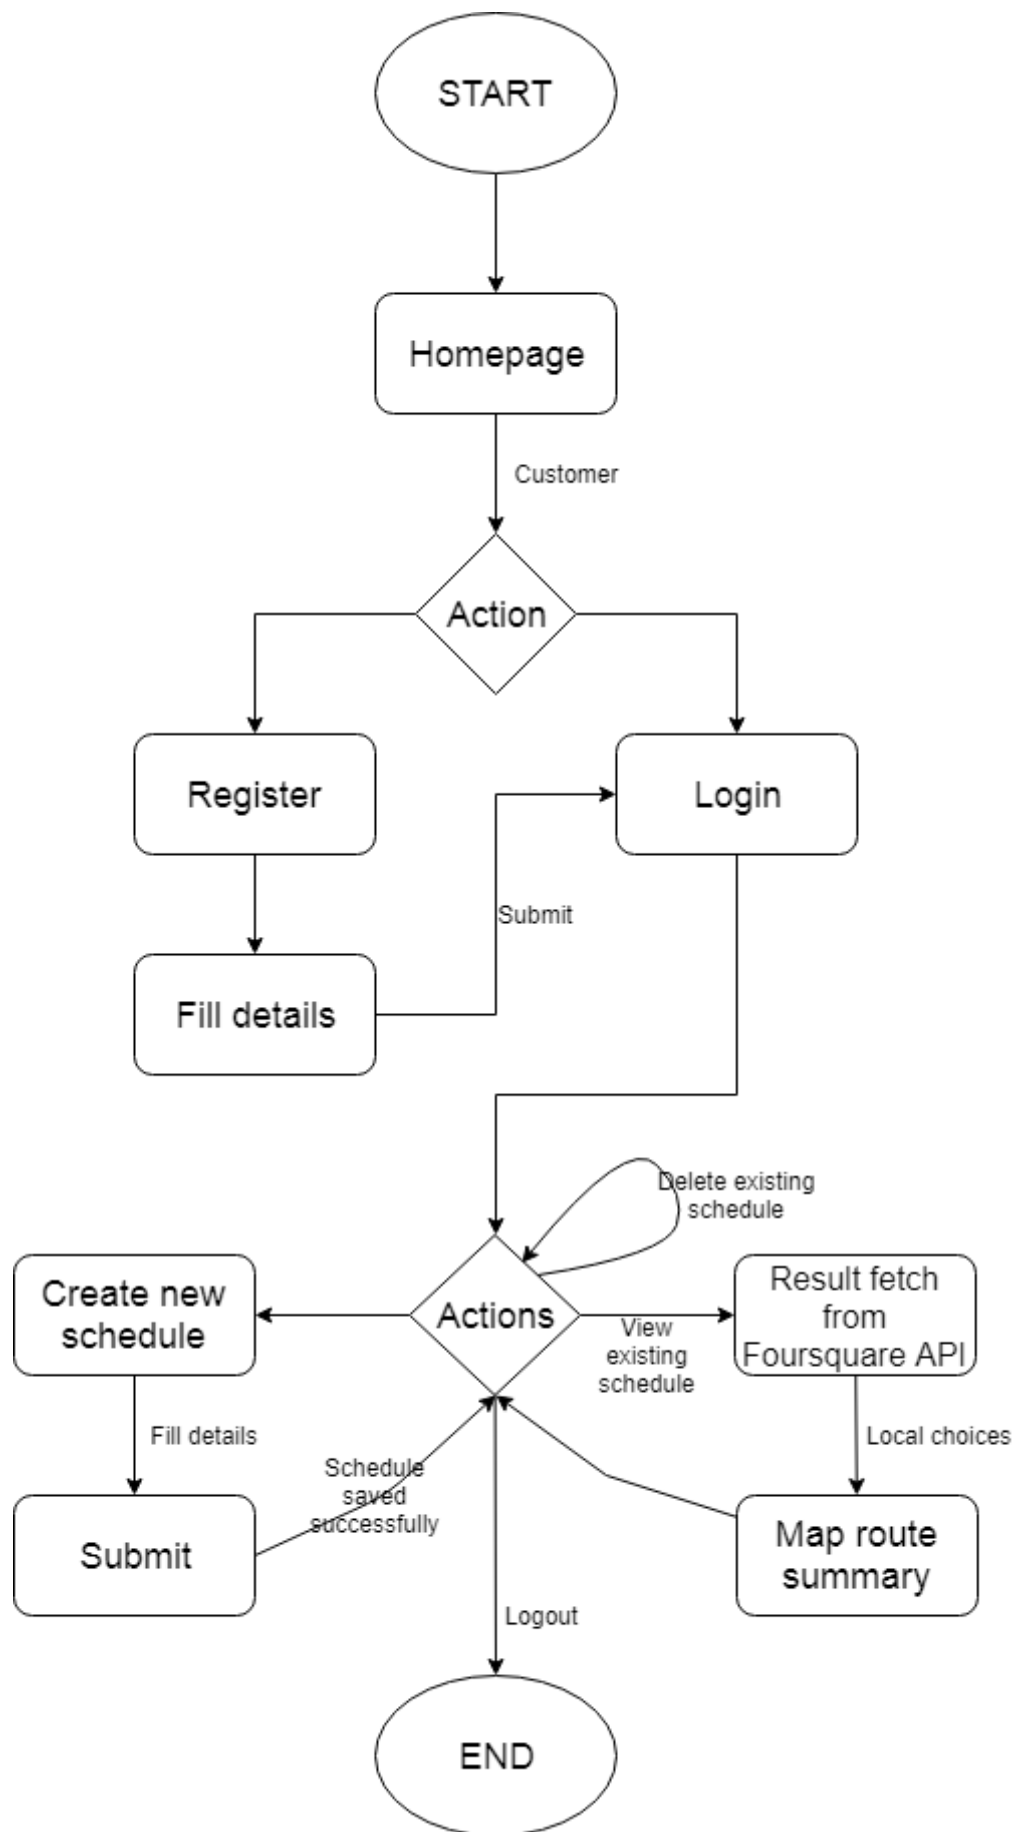 START
Homepage
Customer
Action
Register
Login
Submit
Fill details
Delete existing
schedule
Create new
schedule
Actions
View
existing
schedule
Result fetch
from
Foursquare API
Fill details
Schedule
saved
successfully
Local choices
Submit
Map route
summary
Logout
END